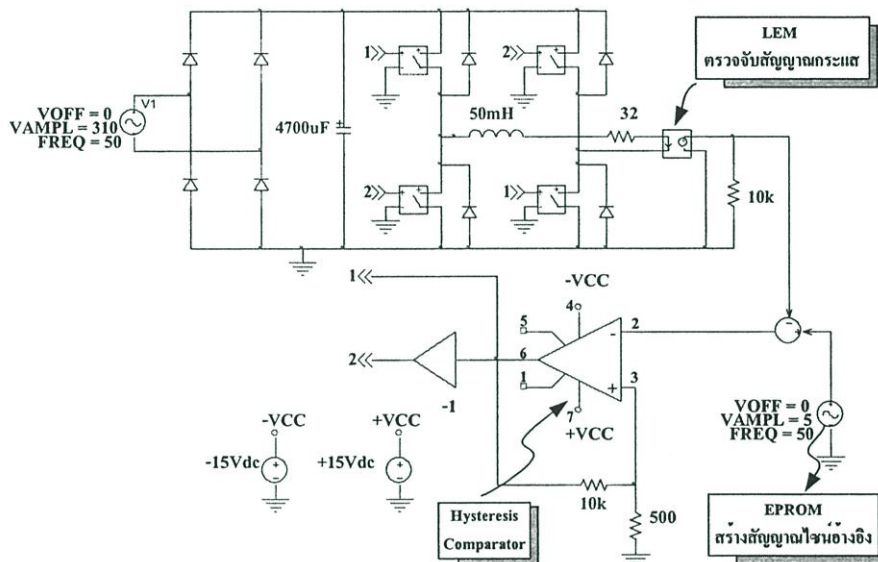 LEM
ตรวจจับสัญญาณกระแส
1
2
50mH
32
VOFF = 0
V1
VAMPL = 310
FREQ = 50
4700uF
2
1
10k
1
-VCC
4
5
2
-
2
6
1
+
3
-1
7
+VCC
-VCC
+VCC
-15Vdc
+15Vdc
VOFF = 0
VAMPL = 5
FREQ = 50
10k
500
Hysteresis
Comparator
EPROM
สร้างสัญญาณไซน์อ้างอิง